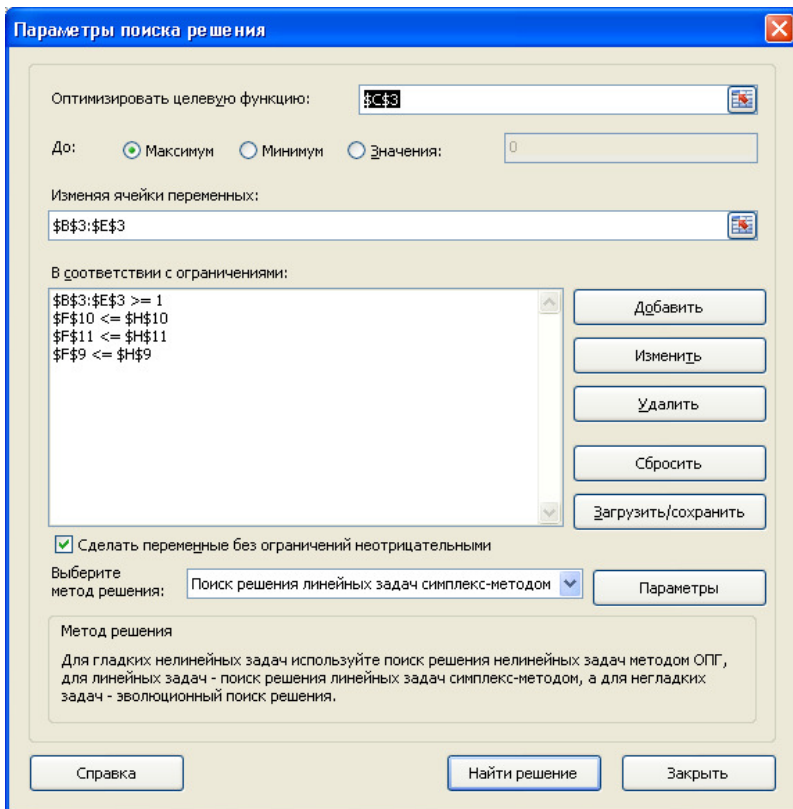 Параметры поиска решения
Оптимизировать целевую функцию: $C$3
До: Максимум Минимум Значения: 0
Изменяя ячейки переменных:
$B$3:$E$3
В соответствии с ограничениями:
$B$3:$E$3 >= 1
$F$10 <= $H$10
$F$11 <= $H$11
$F$9 <= $H$9
Добавить
Изменить
Удалить
Сбросить
Загрузить/сохранить
Сделать переменные без ограничений неотрицательными
Выберите
метод решения: Поиск решения линейных задач симплекс-методом Параметры
Метод решения
Для гладких нелинейных задач используйте поиск решения нелинейных задач методом ОПГ,
для линейных задач - поиск решения линейных задач симплекс-методом, а для негладких
задач - эволюционный поиск решения.
Справка Найти решение Закрыть